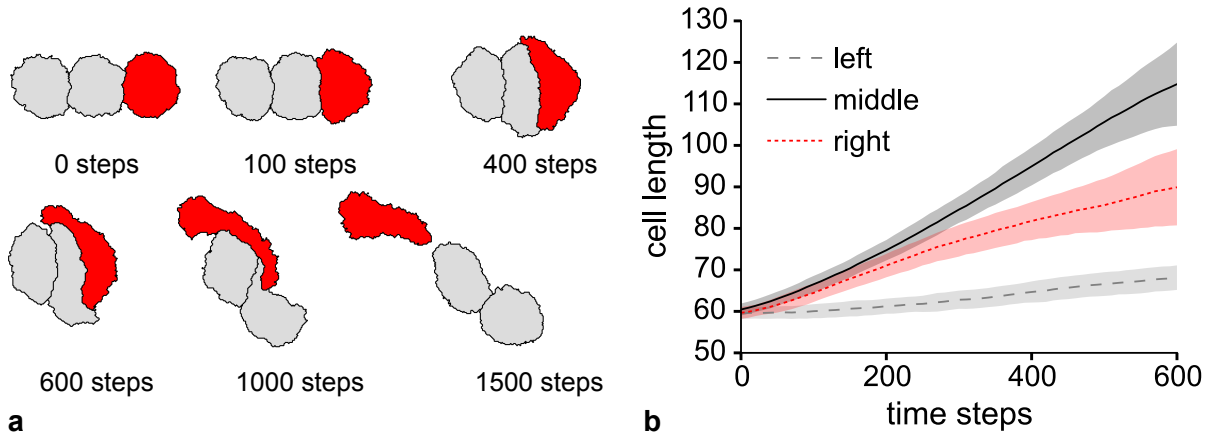 0 steps
100 steps
400 steps
600 steps
1000 steps
1500 steps
a
cell length
130
120
110
100
90
80
70
60
50
left
middle
right
0
200
400
600
time steps
b